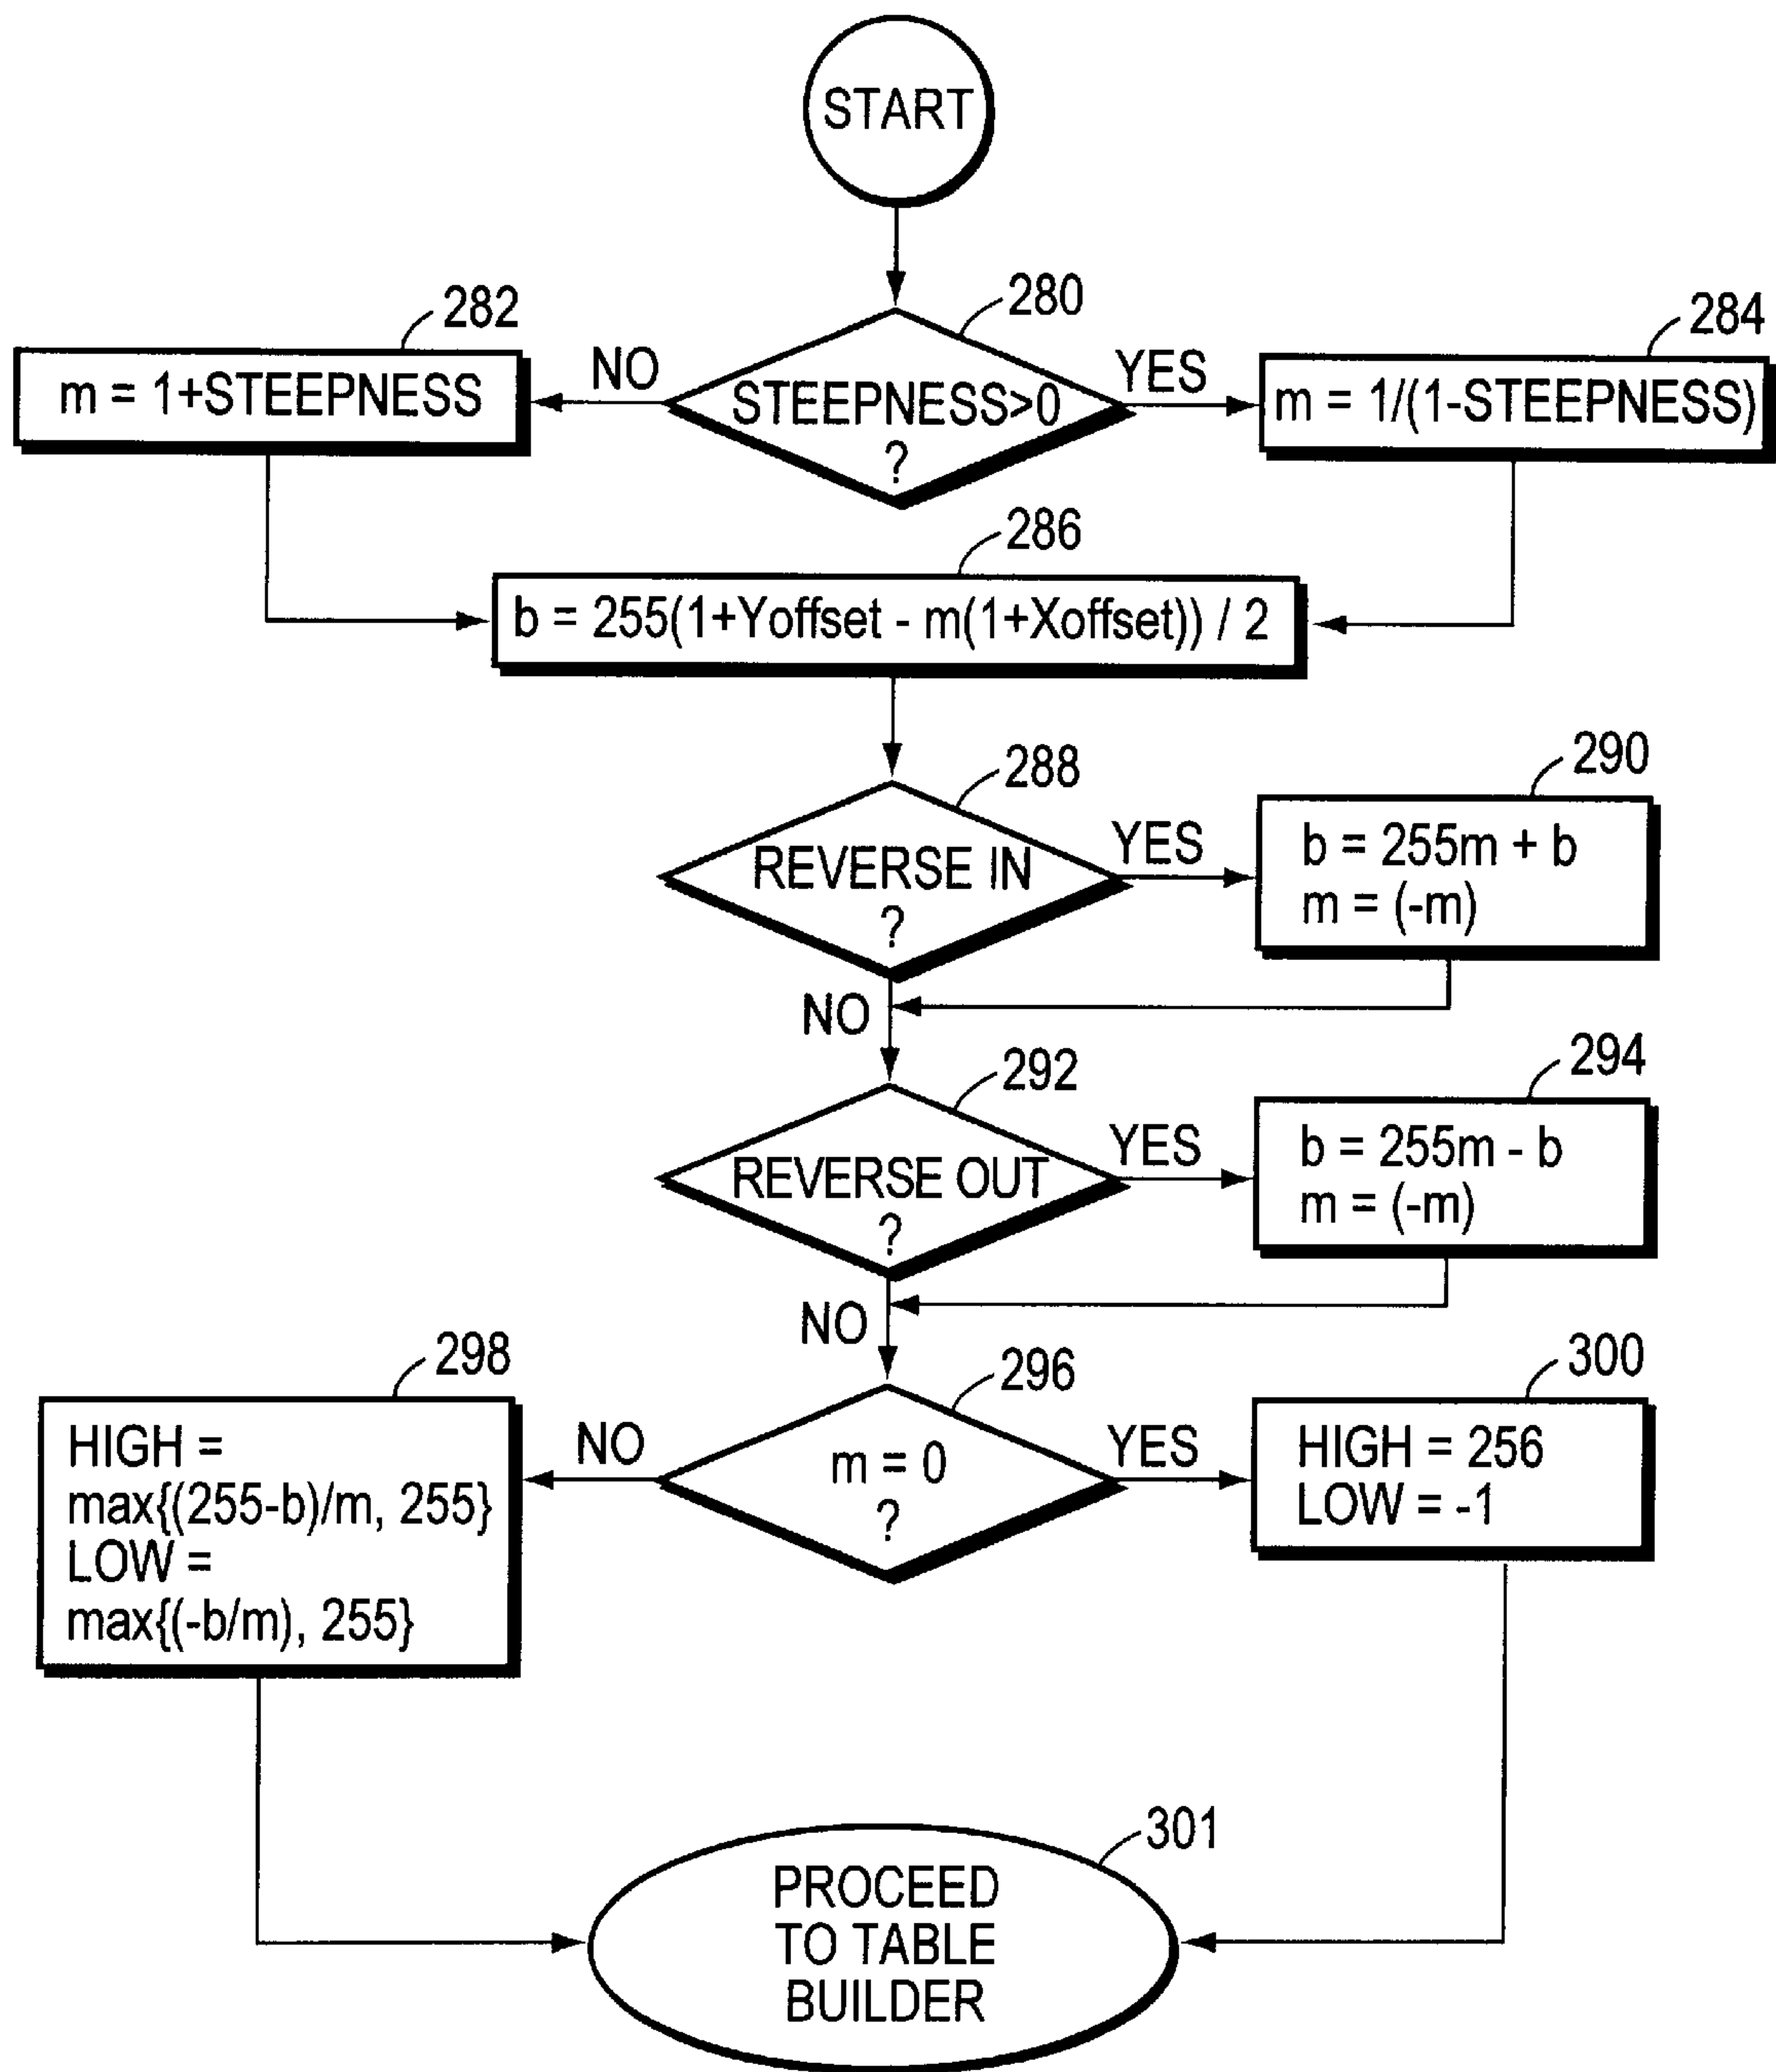 START
280
282
284
NO
YES
m = 1+STEEPNESS
STEEPNESS>0
?
m = 1/(1-STEEPNESS)
286
b = 255(1+Yoffset - m(1+Xoffset)) / 2
288
290
YES
REVERSE IN
?
b = 255m + b
m = (-m)
NO
292
294
YES
REVERSE OUT
?
b = 255m - b
m = (-m)
NO
298
296
300
NO
YES
HIGH =
max{(255-b)/m, 255}
LOW =
max{(-b/m), 255}
m = 0
?
HIGH = 256
LOW = -1
301
PROCEED
TO TABLE
BUILDER